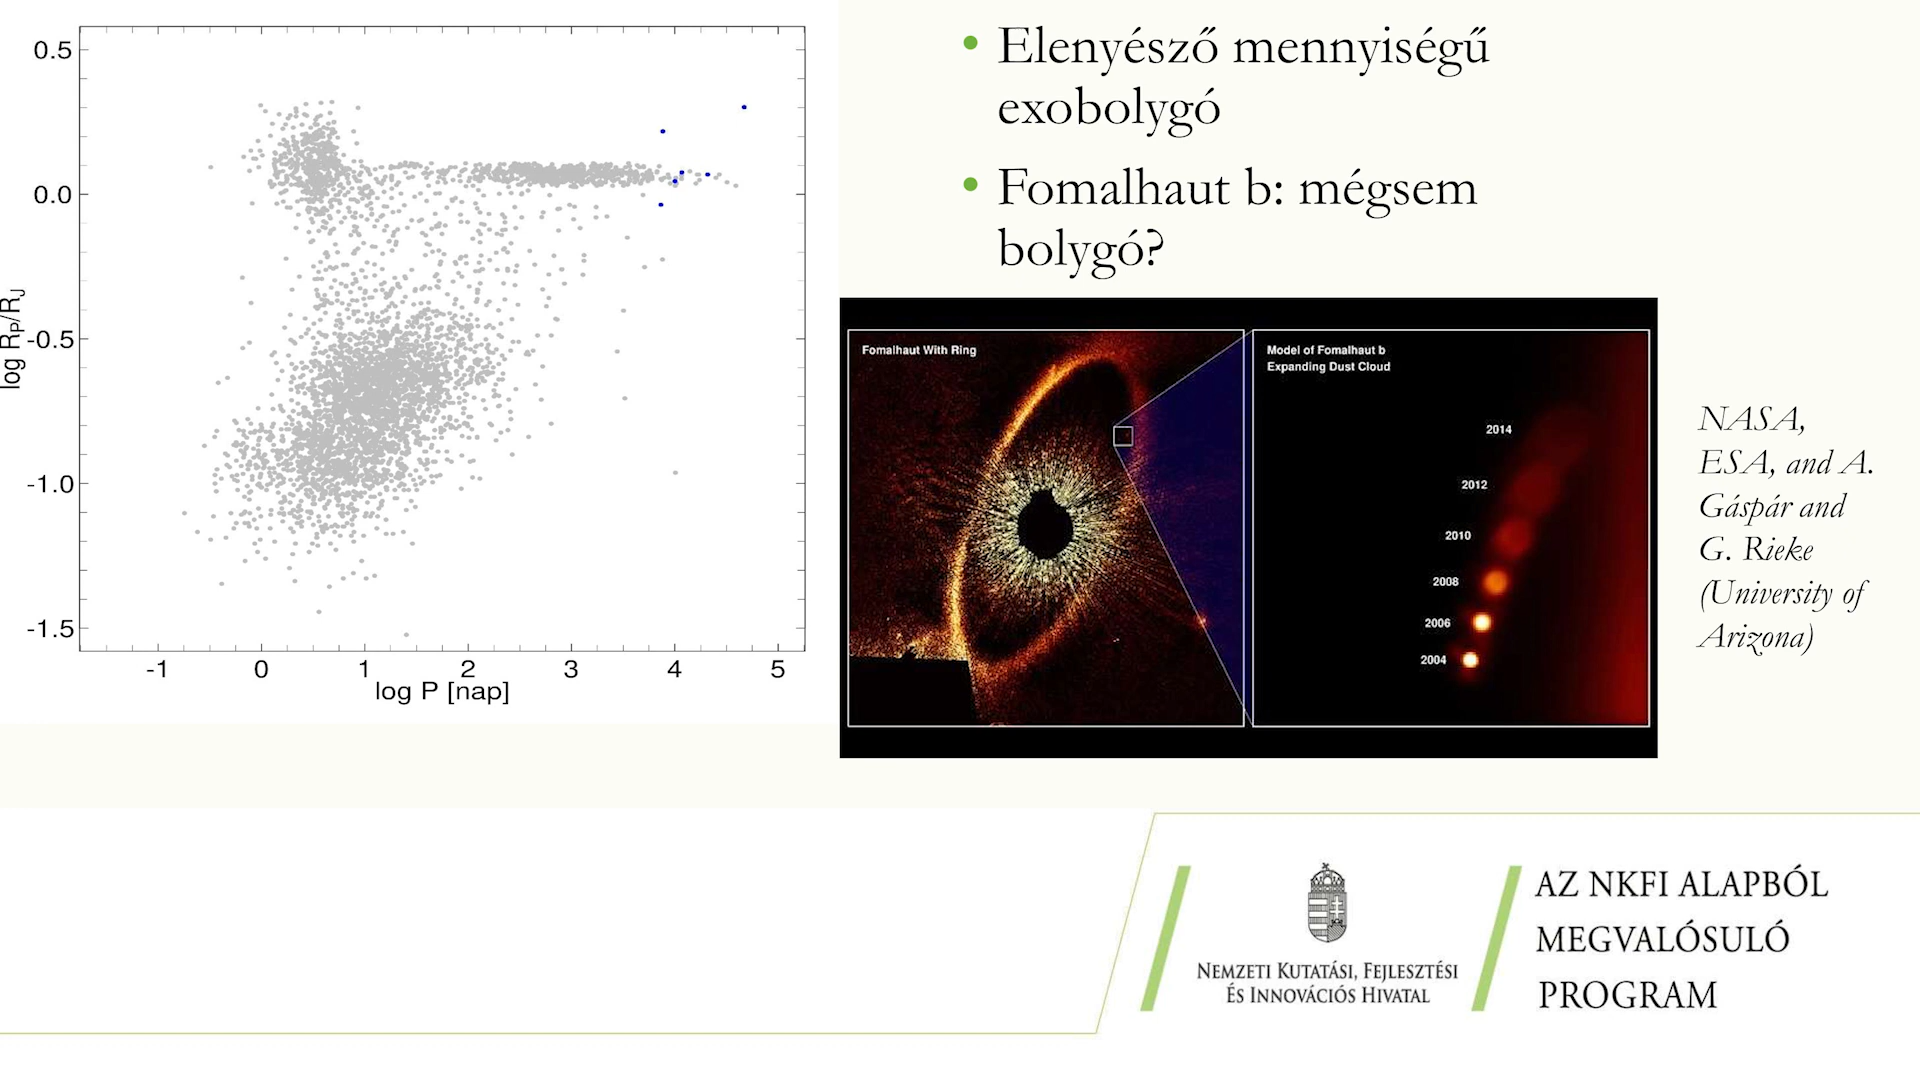 0.5
0.0
-0.5
-1.0
-1.5
log RP/RJ
-1 0 1 2 3 4 5
log P [nap]
• Elenyésző mennyiségű
exobolygó
• Fomalhaut b: mégsem
bolygó?
Fomalhaut With Ring
Model of Fomalhaut b
Expanding Dust Cloud
2014
2012
2010
2008
2006
2004
NASA,
ESA, and A.
Gáspár and
G. Rieke
(University of
Arizona)
NEMZETI KUTATÁSI, FEJLESZTÉSI
ÉS INNOVÁCIÓS HIVATAL
AZ NKFI ALAPBÓL
MEGVALÓSULÓ
PROGRAM